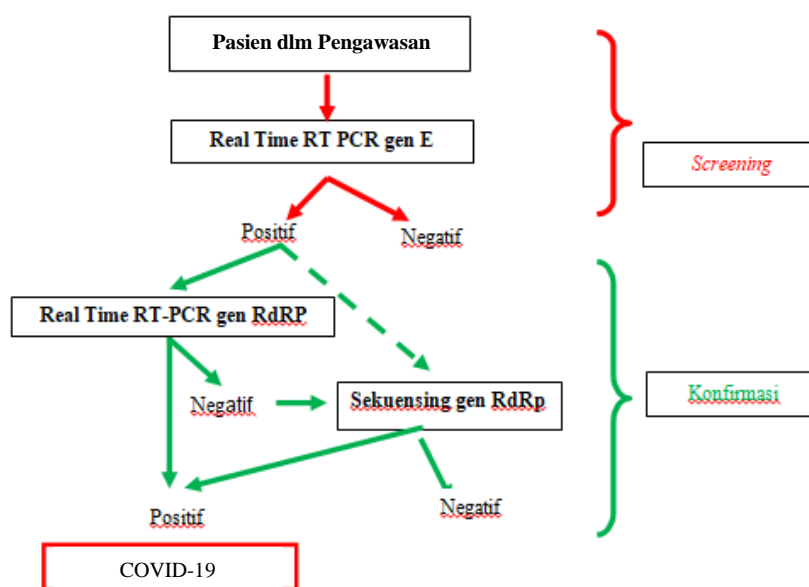 Pasien dlm Pengawasan
Real Time RT PCR gen E
Screening
Positif
Negatif
Real Time RT-PCR gen RdRP
Negatif
Sekuensing gen RdRp
Konfirmasi
Positif
Negatif
COVID-19